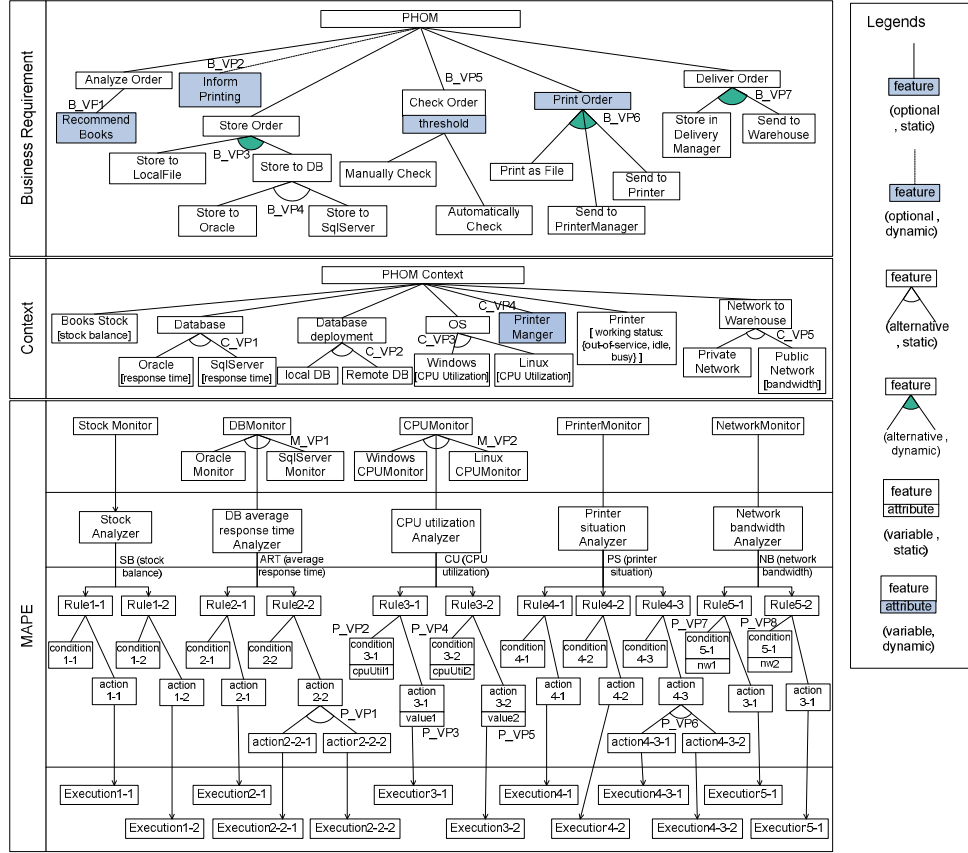 Business Requirement
PHOM
Analyze Order
B_VP1
Recommend
Books
B_VP2
Inform
Printing
Store Order
B_VP3
Store to
LocalFile
Store to DB
B_VP4
Store to
Oracle
Store to
SqlServer
B_VP5
Check Order
threshold
Manually Check
Automatically
Check
Print Order
B_VP6
Print as File
Send to
PrinterManager
Send to
Printer
Deliver Order
B_VP7
Store in
Delivery
Manager
Send to
Warehouse
Context
PHOM Context
Books Stock
[stock balance]
Database
C_VP1
Oracle
[response time]
SqlServer
[response time]
Database
deployment
C_VP2
local DB
Remote DB
OS
C_VP3
Windows
[CPU Utilization]
Linux
[CPU Utilization]
C_VP4
Printer
Manger
Printer
[ working status:
{out-of-service, idle,
busy} ]
Network to
Warehouse
C_VP5
Private
Network
Public
Network
[bandwidth]
MAPE
Stock Monitor
DBMonitor
M_VP1
Oracle
Monitor
SqlServer
Monitor
CPUMonitor
M_VP2
Windows
CPUMonitor
Linux
CPUMonitor
PrinterMonitor
NetworkMonitor
Stock
Analyzer
DB average
response time
Analyzer
CPU utilization
Analyzer
Printer
situation
Analyzer
Network
bandwidth
Analyzer
SB (stock
balance)
ART (average
response time)
CU (CPU
utilization)
PS (printer
situation)
NB (network
bandwidth)
Rule1-1
Rule1-2
Rule2-1
Rule2-2
Rule3-1
Rule3-2
Rule4-1
Rule4-2
Rule4-3
Rule5-1
Rule5-2
P_VP2
P_VP4
P_VP7
P_VP8
condition
1-1
condition
1-2
condition
2-1
condition
2-2
condition
3-1
cpuUtil1
condition
3-2
cpuUtil2
condition
4-1
condition
4-2
condition
4-3
condition
5-1
nw1
condition
5-1
nw2
action
1-1
action
1-2
action
2-1
action
2-2
action
3-1
value1
action
3-2
value2
action
4-1
action
4-2
action
4-3
action
3-1
action
3-1
P_VP1
P_VP3
P_VP5
P_VP6
action2-2-1
action2-2-2
action4-3-1
action4-3-2
Execution1-1
Execution2-1
Execution3-1
Execution4-1
Execution4-3-1
Execution5-1
Execution1-2
Execution2-2-1
Execution2-2-2
Execution3-2
Execution4-2
Execution4-3-2
Execution5-1
Legends
feature
(optional
, static)
feature
(optional ,
dynamic)
feature
(alternative
, static)
feature
(alternative ,
dynamic)
feature
attribute
(variable ,
static)
feature
attribute
(variable,
dynamic)